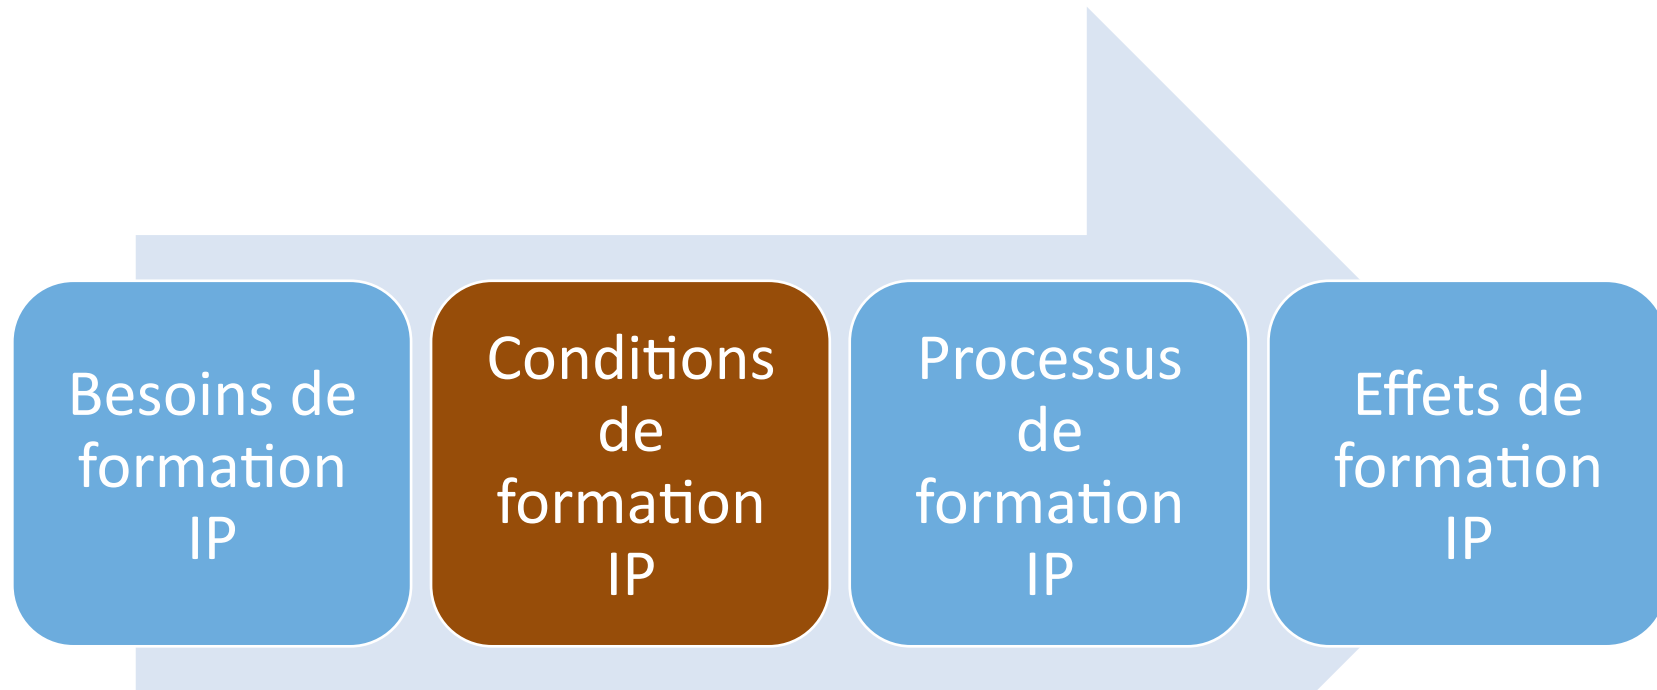 Besoins de
formation
IP
Conditions
de
formation
IP
Processus
de
formation
IP
Effets de
formation
IP